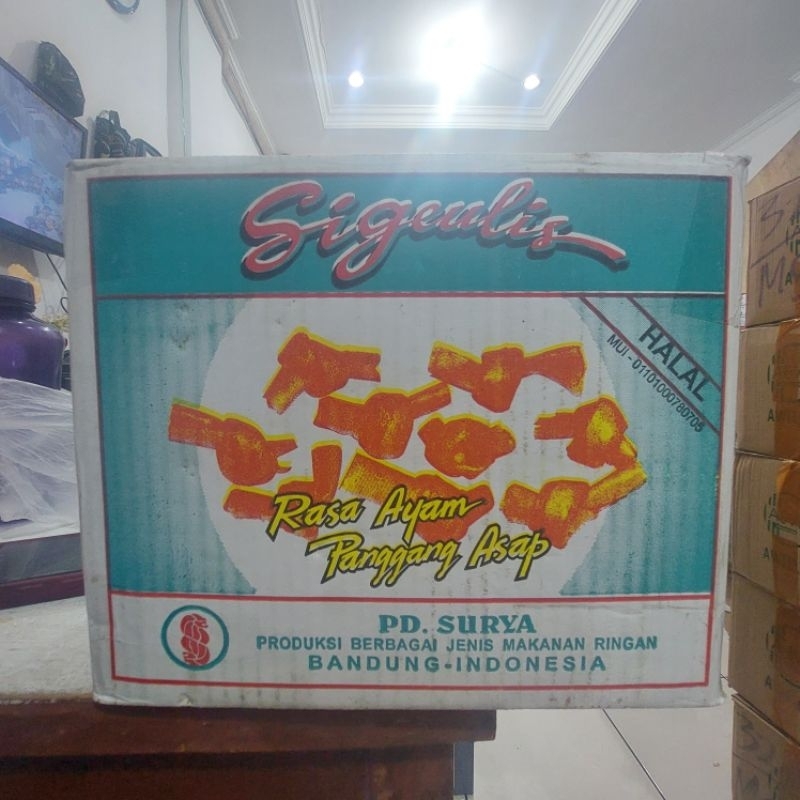 Sigeulis
HALAL
MUI - 01101000780705
Rasa Ayam
Panggang Asap
PD. SURYA
PRODUKSI BERBAGAI JENIS MAKANAN RINGAN
BANDUNG-INDONESIA